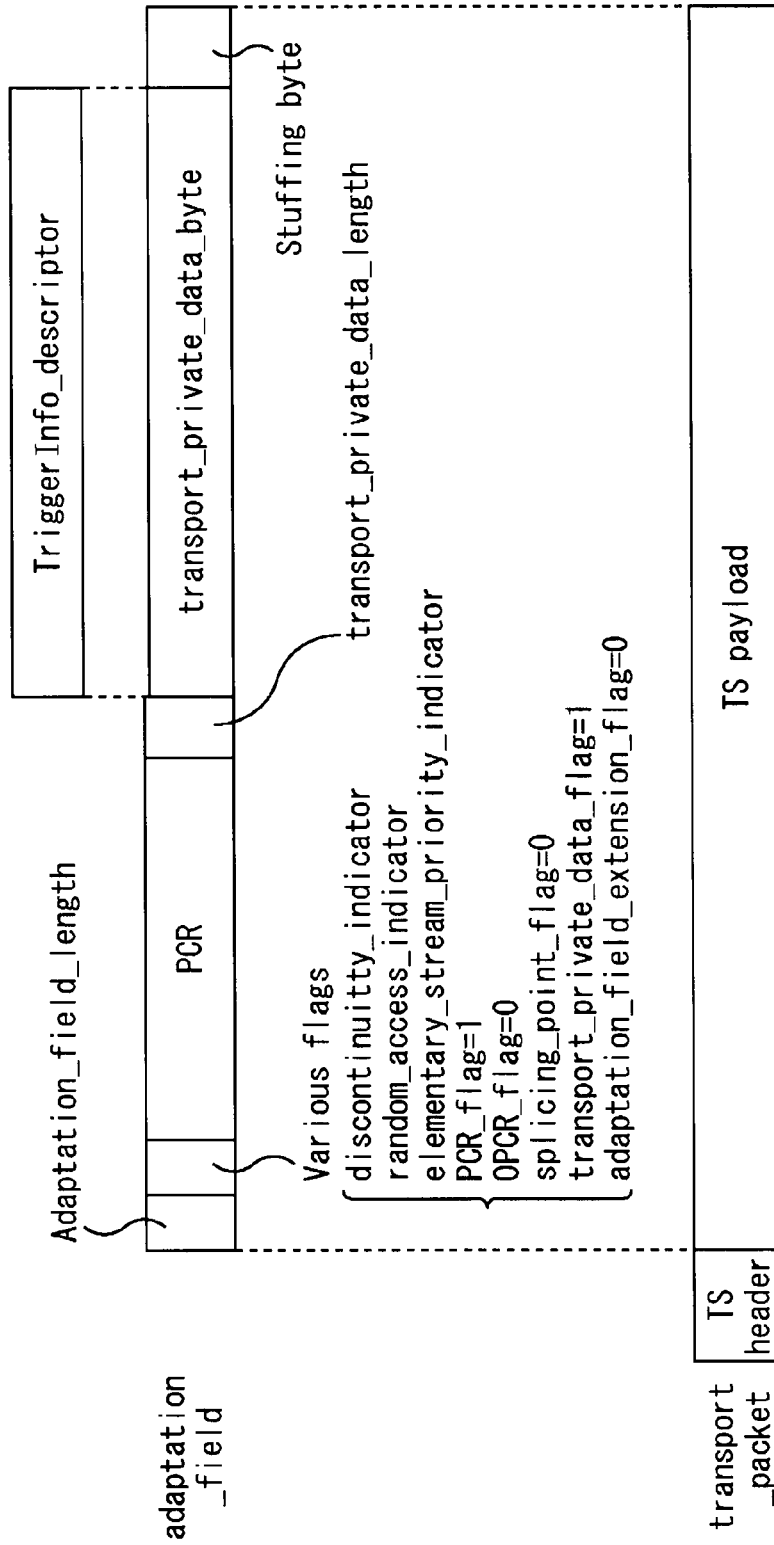 TriggerInfo_descriptor
Adaptation_field_length
adaptation
_field
PCR
transport_private_data_byte
Stuffing byte
transport_private_data_length
Various flags
discontinuitty_indicator
random_access_indicator
elementary_stream_priority_indicator
PCR_flag=1
OPCR_flag=0
splicing_point_flag=0
transport_private_data_flag=1
adaptation_field_extension_flag=0
transport
_packet
TS
header
TS payload